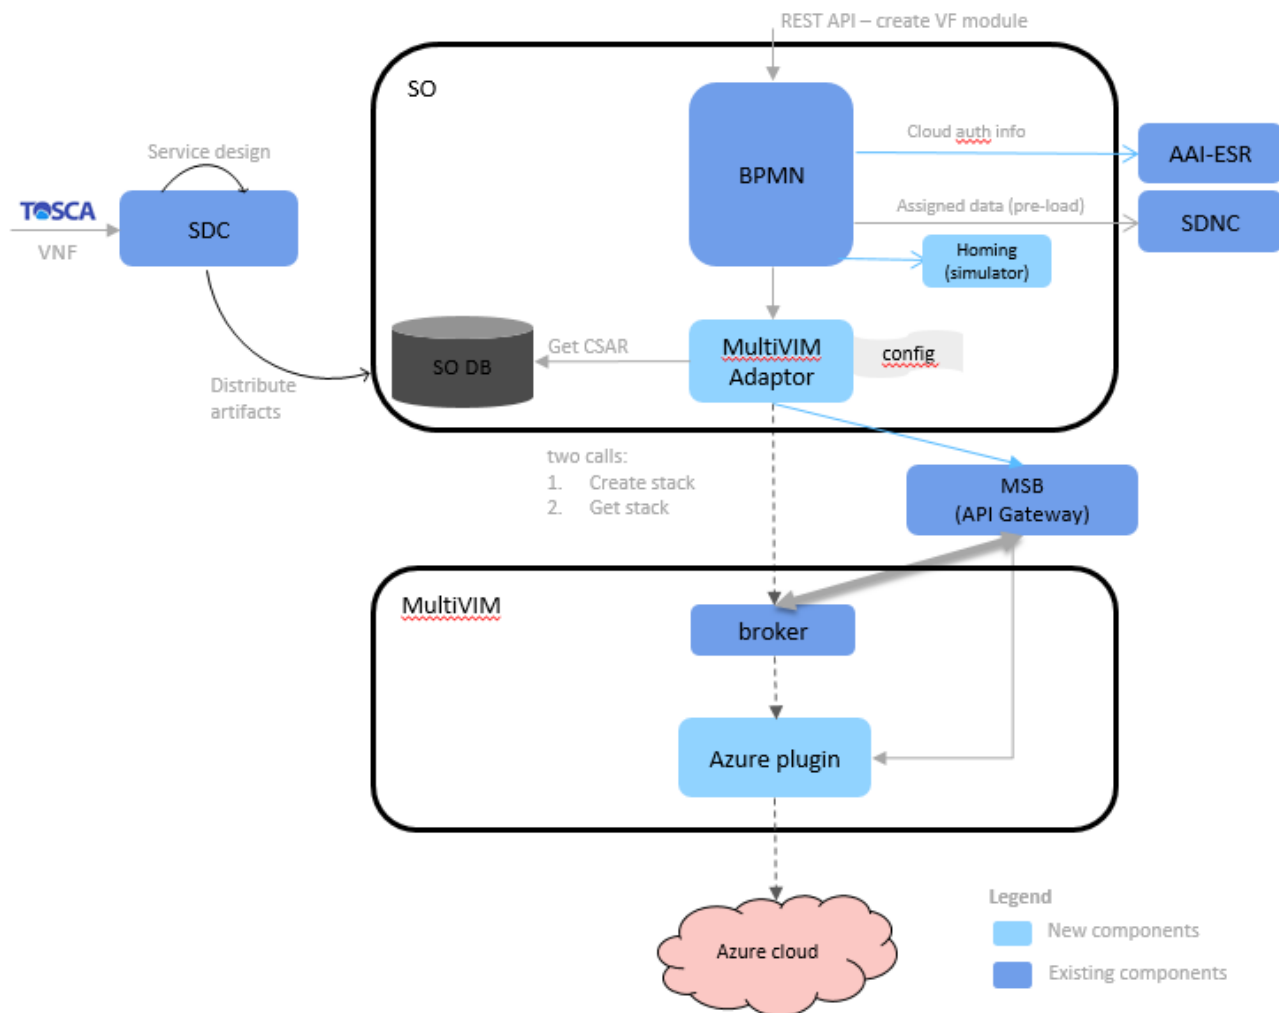 REST API – create VF module
SO
Service design
TOSCA
VNF
SDC
BPMN
Cloud auth info
AAI-ESR
Assigned data (pre-load)
SDNC
Homing
(simulator)
Distribute
artifacts
SO DB
Get CSAR
MultiVIM
Adaptor
config
two calls:
1. Create stack
2. Get stack
MSB
(API Gateway)
MultiVIM
broker
Azure plugin
Azure cloud
Legend
New components
Existing components